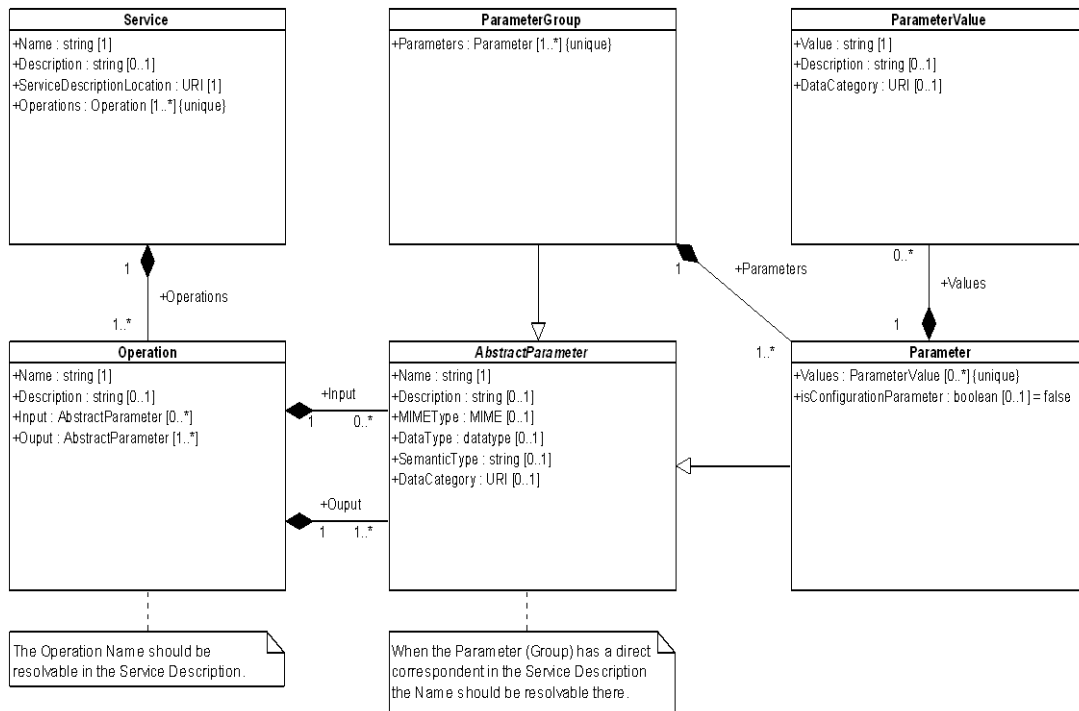 Service
+Name : string [1]
+Description : string [0..1]
+ServiceDescriptionLocation : URI [1]
+Operations : Operation [1..*] {unique}
ParameterGroup
+Parameters : Parameter [1..*] {unique}
ParameterValue
+Value : string [1]
+Description : string [0..1]
+DataCategory : URI [0..1]
1
+Operations
1..*
1
+Parameters
1..*
0..*
+Values
1
Operation
+Name : string [1]
+Description : string [0..1]
+Input : AbstractParameter [0..*]
+Ouput : AbstractParameter [1..*]
+Input
1
0..*
+Ouput
1
1..*
AbstractParameter
+Name : string [1]
+Description : string [0..1]
+MIMEType : MIME [0..1]
+DataType : datatype [0..1]
+SemanticType : string [0..1]
+DataCategory : URI [0..1]
Parameter
+Values : ParameterValue [0..*] {unique}
+isConfigurationParameter : boolean [0..1] = false
The Operation Name should be
resolvable in the Service Description.
When the Parameter (Group) has a direct
correspondent in the Service Description
the Name should be resolvable there.